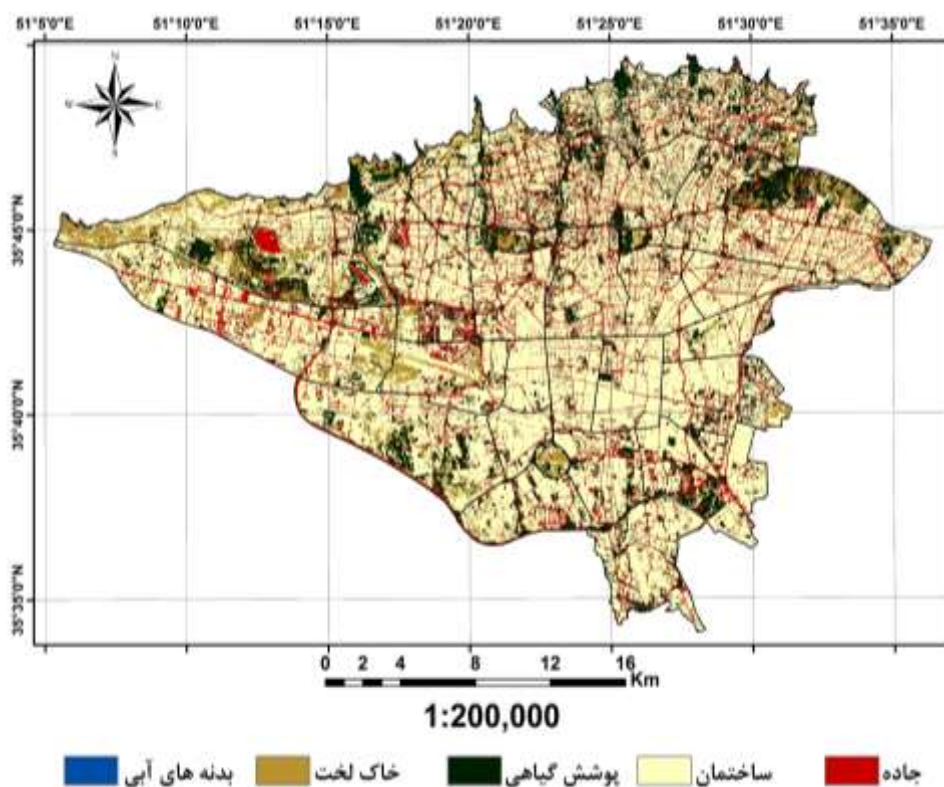 51°5'0"E 51°10'0"E 51°15'0"E 51°20'0"E 51°25'0"E 51°30'0"E 51°35'0"E
N
W E
S
35°45'0"N
35°40'0"N
35°35'0"N
0 2 4 8 12 16
Km
1:200,000
جاده ساختمان پوشش گیاهی خاک لخت بدنه های آبی